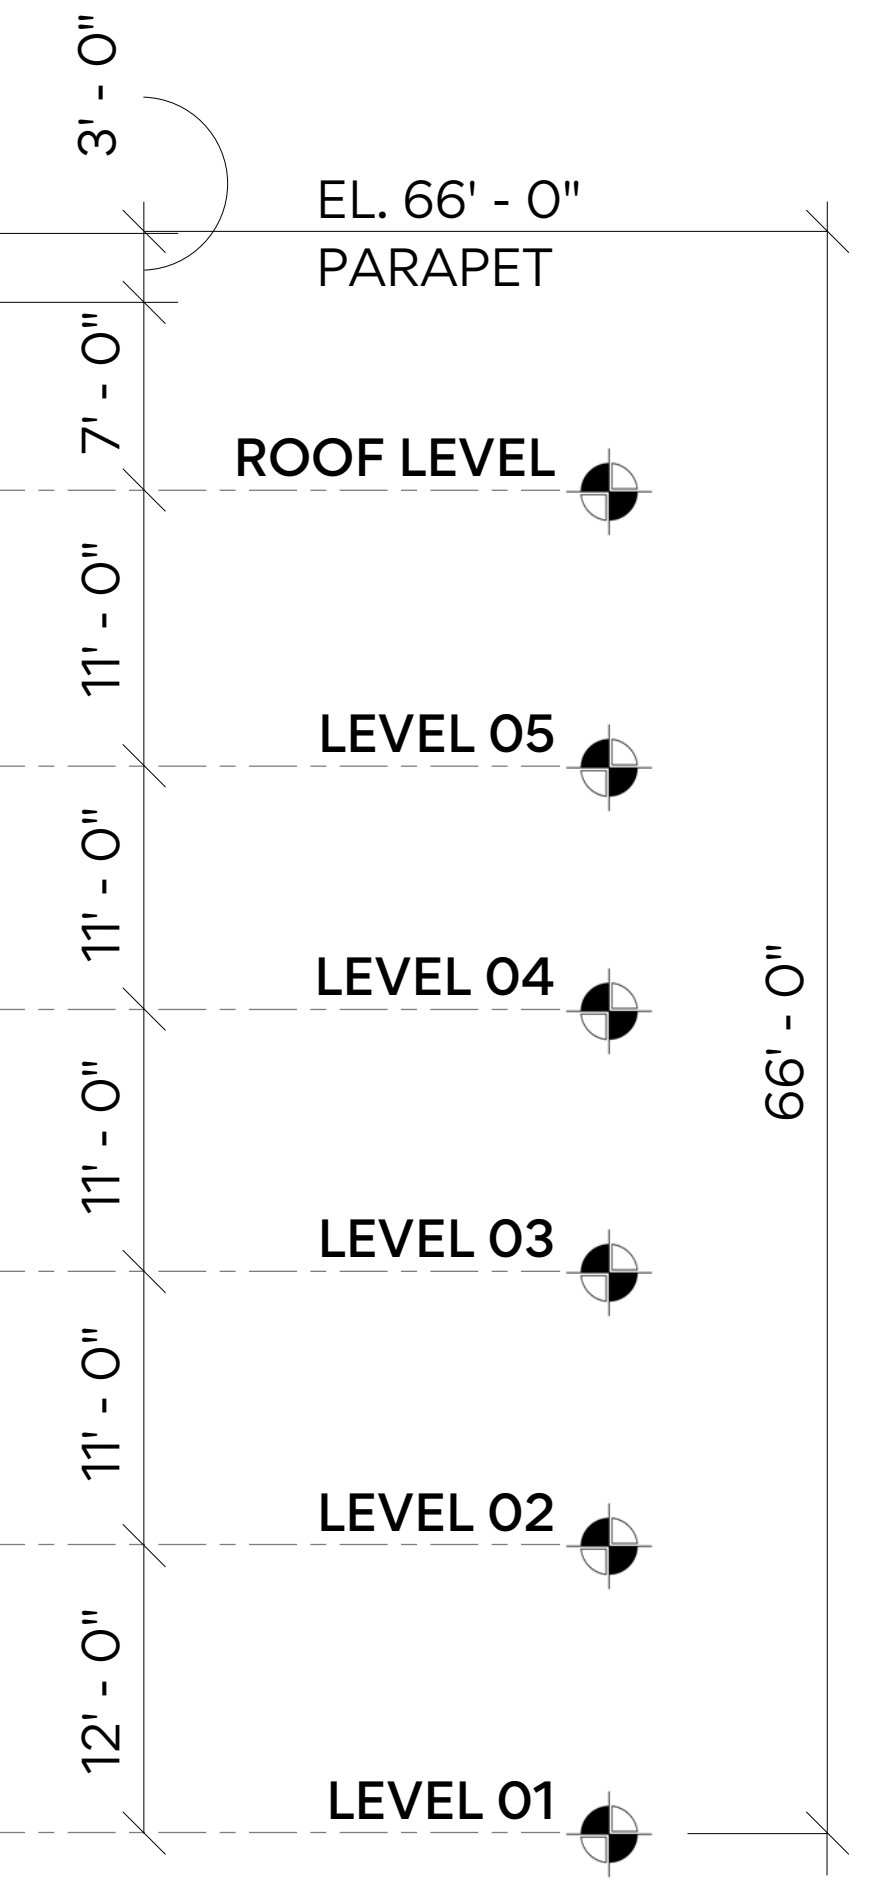 3' - 0"
EL. 66' - 0"
PARAPET
7' - 0"
ROOF LEVEL
11' - 0"
LEVEL 05
11' - 0"
LEVEL 04
66' - 0"
11' - 0"
LEVEL 03
11' - 0"
LEVEL 02
12' - 0"
LEVEL 01